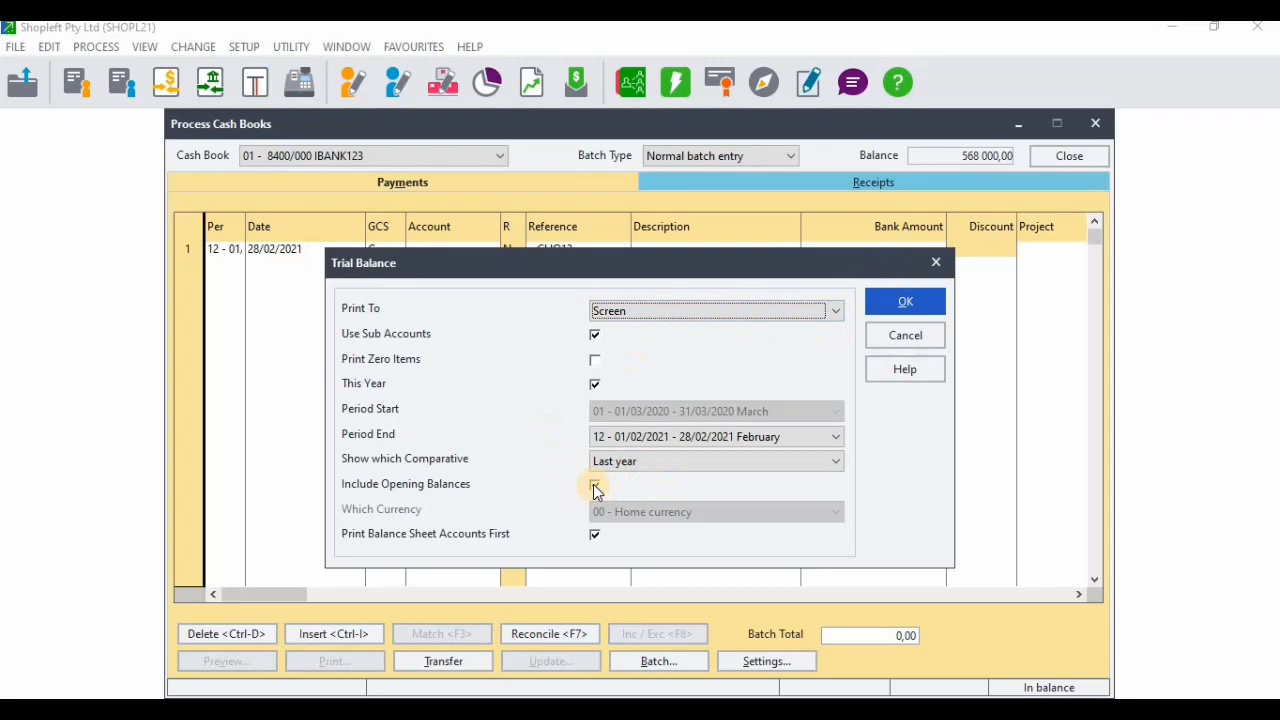 Shopleft Pty Ltd (SHOPL21)
FILE EDIT PROCESS VIEW CHANGE SETUP UTILITY WINDOW FAVOURITES HELP
Process Cash Books
Cash Book 01 - 8400/000 IBANK123 Batch Type Normal batch entry Balance 568 000,00 Close
Payments Receipts
Per Date GCS Account R Reference Description Bank Amount Discount Project
1 12 - 01, 28/02/2021
Trial Balance
Print To Screen OK
Use Sub Accounts Cancel
Print Zero Items Help
This Year
Period Start 01 - 01/03/2020 - 31/03/2020 March
Period End 12 - 01/02/2021 - 28/02/2021 February
Show which Comparative Last year
Include Opening Balances
Which Currency 00 - Home currency
Print Balance Sheet Accounts First
Delete <Ctrl-D> Insert <Ctrl-I> Match <F3> Reconcile <F7> Inc / Exc <F8> Batch Total 0,00
Preview... Print... Transfer Update... Batch... Settings...
In balance